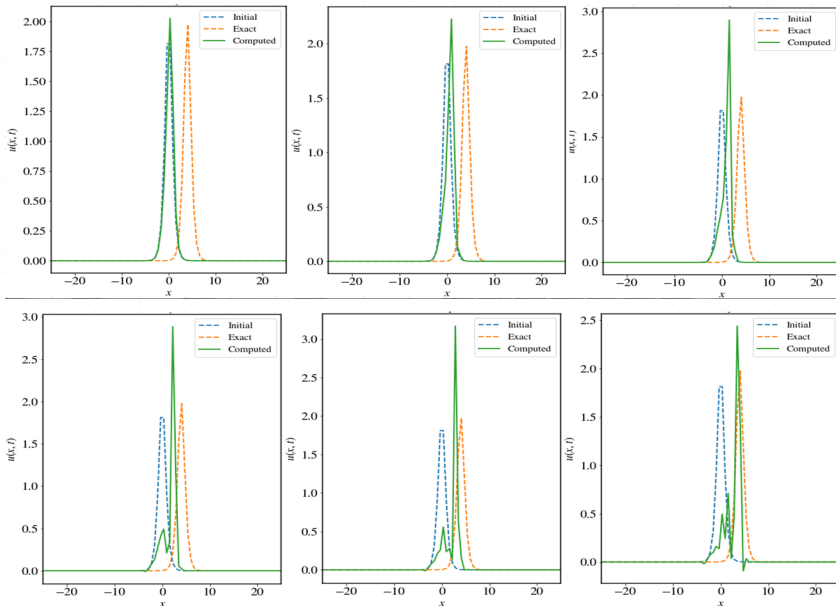 2.00
1.75
1.50
1.25
1.00
0.75
0.50
0.25
0.00
u(x, t)
Initial
Exact
Computed
−20 −10 0 10 20
x
2.0
1.5
1.0
0.5
0.0
u(x, t)
Initial
Exact
Computed
−20 −10 0 10 20
x
3.0
2.5
2.0
1.5
1.0
0.5
0.0
u(x, t)
Initial
Exact
Computed
−20 −10 0 10 20
x
3.0
2.5
2.0
1.5
1.0
0.5
0.0
u(x, t)
Initial
Exact
Computed
−20 −10 0 10 20
x
3.0
2.5
2.0
1.5
1.0
0.5
0.0
u(x, t)
Initial
Exact
Computed
−20 −10 0 10 20
x
2.5
2.0
1.5
1.0
0.5
0.0
u(x, t)
Initial
Exact
Computed
−20 −10 0 10 20
x